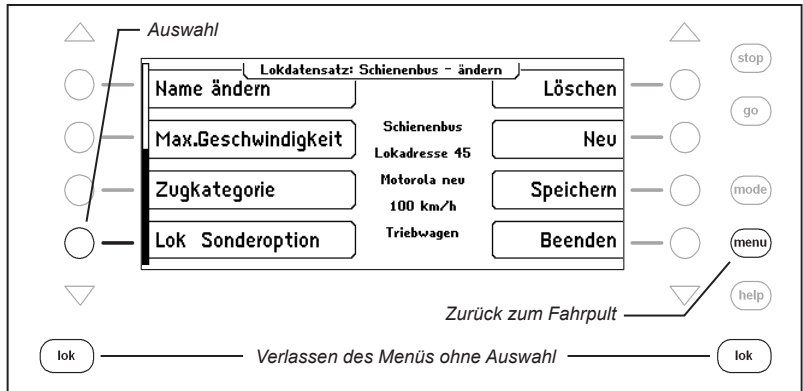 Auswahl
Lokdatensatz: Schienenbus - ändern
Name ändern
Löschen
stop
go
Max.Geschwindigkeit
Schienenbus
Neu
Lokadresse 45
Zugkategorie
Motorola neu
Speichern
mode
100 km/h
Lok Sonderoption
Triebwagen
Beenden
menu
help
Zurück zum Fahrpult
lok
Verlassen des Menüs ohne Auswahl
lok